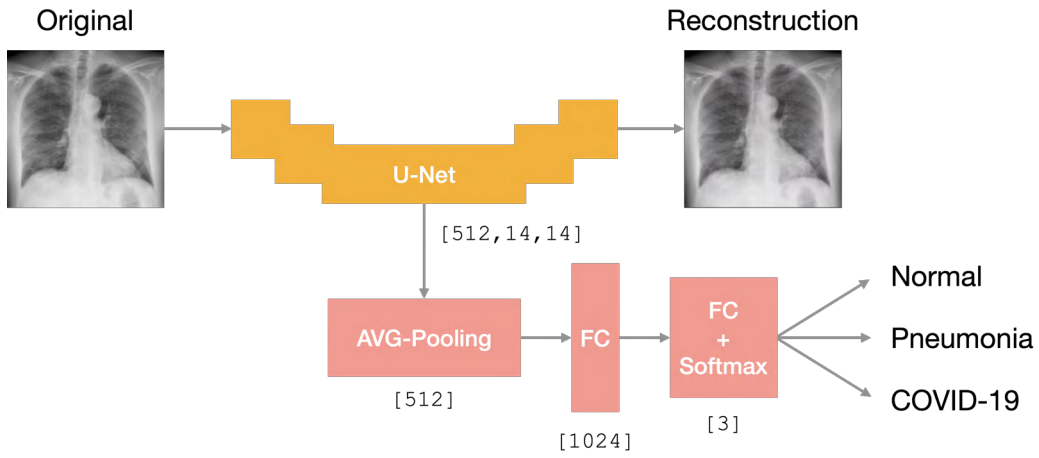 Original
Reconstruction
U-Net
[512,14,14]
Normal
AVG-Pooling
FC
FC
+
Softmax
Pneumonia
[512]
COVID-19
[1024]
[3]